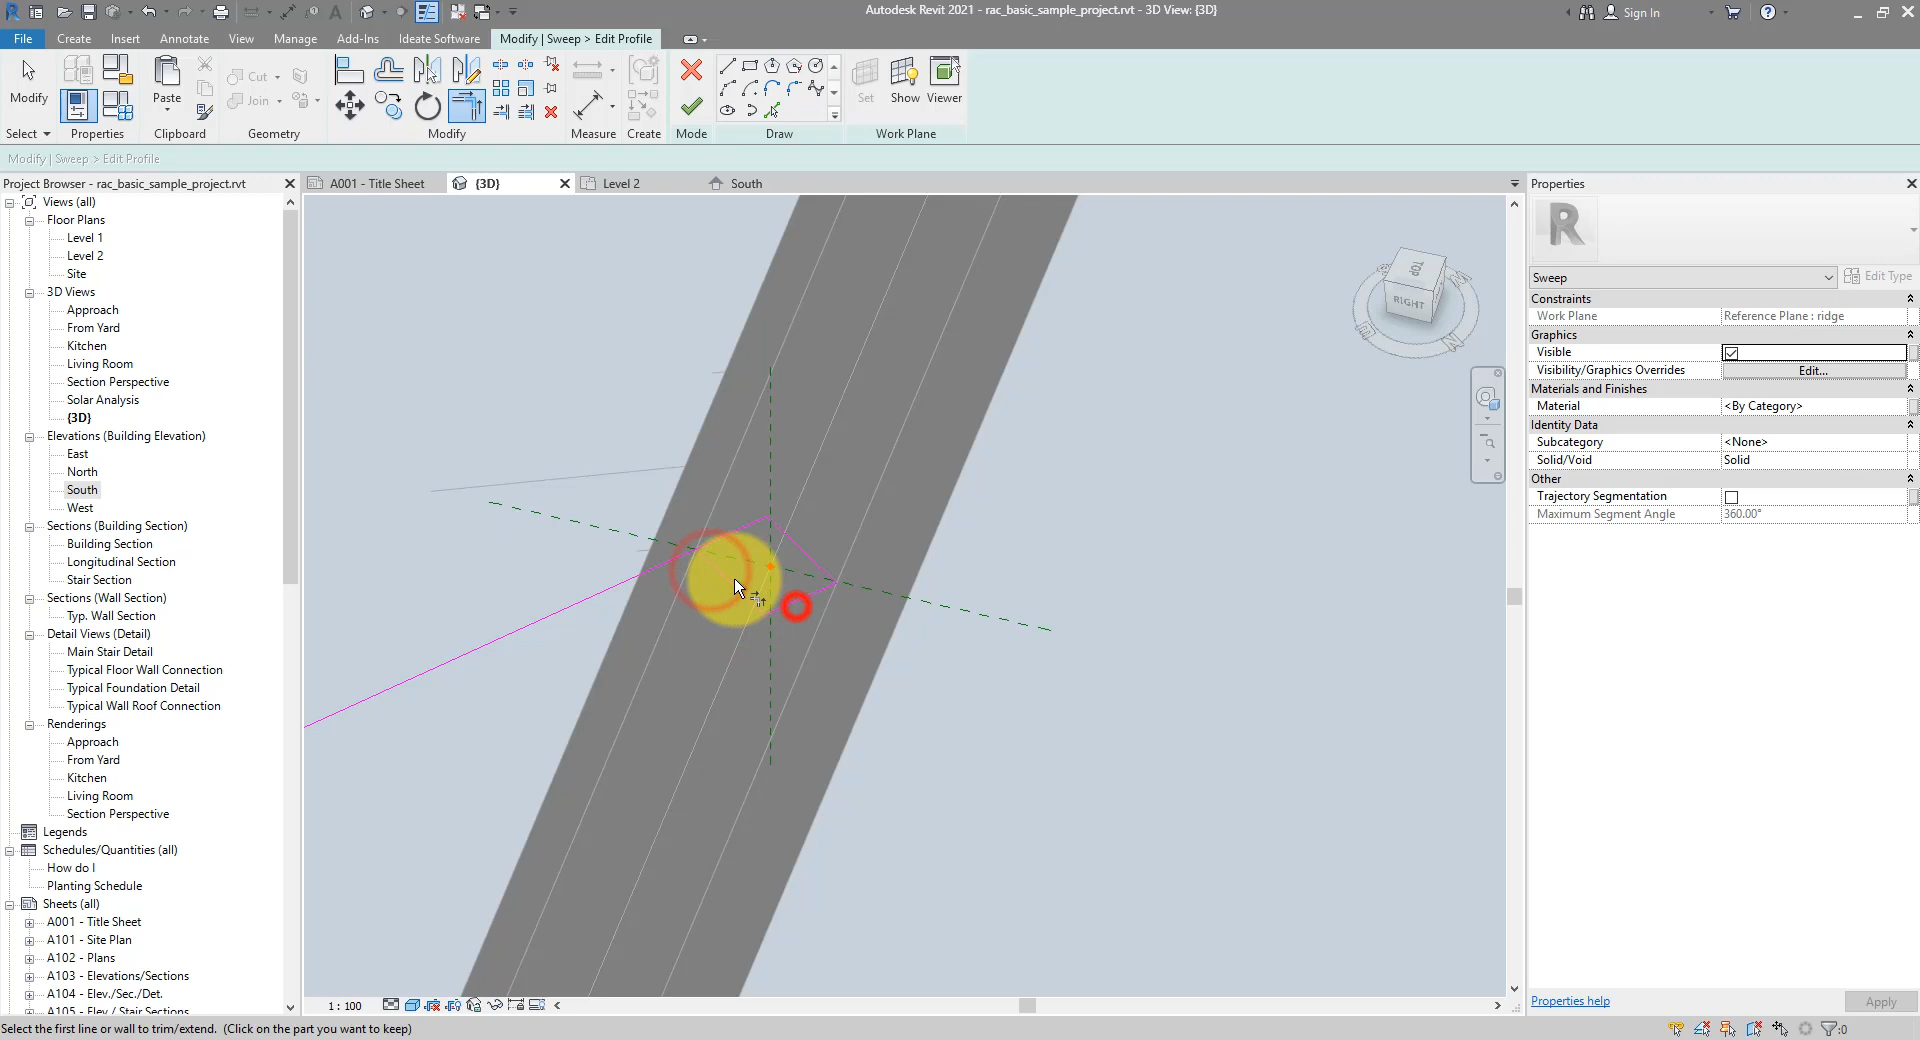 Autodesk Revit 2021 - rac_basic_sample_project.rvt - 3D View: {3D}
Sign In
File
Create
Insert
Annotate
View
Manage
Add-Ins
Ideate Software
Modify | Sweep > Edit Profile
Modify
Paste
Cut
Join
Set
Show
Viewer
Select
Properties
Clipboard
Geometry
Modify
Measure
Create
Mode
Draw
Work Plane
Modify | Sweep > Edit Profile
Project Browser - rac_basic_sample_project.rvt
A001 - Title Sheet
{3D}
Level 2
South
Properties
Views (all)
Floor Plans
Level 1
Level 2
Site
3D Views
Approach
From Yard
Kitchen
Living Room
Section Perspective
Solar Analysis
{3D}
Elevations (Building Elevation)
East
North
South
West
Sections (Building Section)
Building Section
Longitudinal Section
Stair Section
Sections (Wall Section)
Typ. Wall Section
Detail Views (Detail)
Main Stair Detail
Typical Floor Wall Connection
Typical Foundation Detail
Typical Wall Roof Connection
Renderings
Approach
From Yard
Kitchen
Living Room
Section Perspective
Legends
Schedules/Quantities (all)
How do I
Planting Schedule
Sheets (all)
A001 - Title Sheet
A101 - Site Plan
A102 - Plans
A103 - Elevations/Sections
A104 - Elev./Sec./Det.
A105 - Elev./ Stair Sections
TOP
RIGHT
R
Sweep
Edit Type
Constraints
Work Plane Reference Plane : ridge
Graphics
Visible
Visibility/Graphics Overrides Edit...
Materials and Finishes
Material <By Category>
Identity Data
Subcategory <None>
Solid/Void Solid
Other
Trajectory Segmentation
Maximum Segment Angle 360.00°
Properties help
Apply
1 : 100
Select the first line or wall to trim/extend. (Click on the part you want to keep)
:0